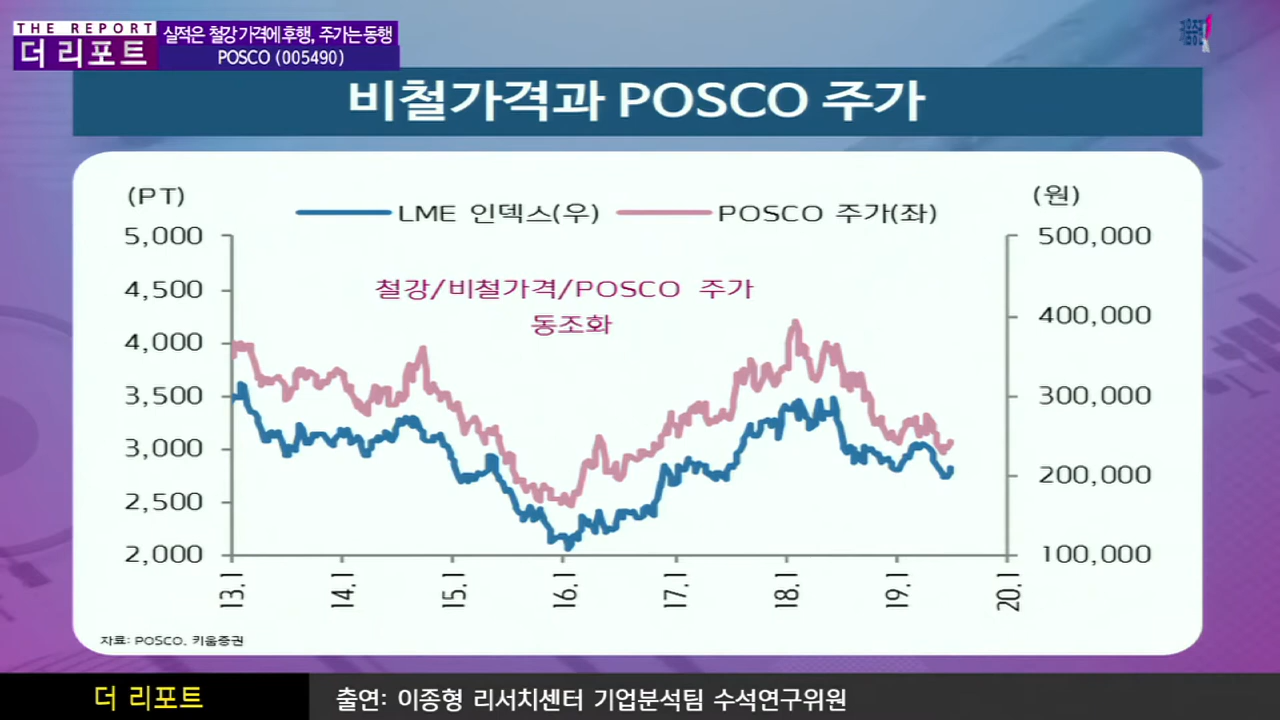 THE REPORT
더 리포트
실적은 철강 가격에 후행, 주가는 동행
POSCO (005490)
키움증권
비철가격과 POSCO 주가
(PT)
(원)
LME 인덱스(우)
POSCO 주가(좌)
철강/비철가격/POSCO 주가
동조화
5,000
4,500
4,000
3,500
3,000
2,500
2,000
500,000
400,000
300,000
200,000
100,000
13.1
14.1
15.1
16.1
17.1
18.1
19.1
20.1
자료: POSCO, 키움증권
더 리포트
출연: 이종형 리서치센터 기업분석팀 수석연구위원